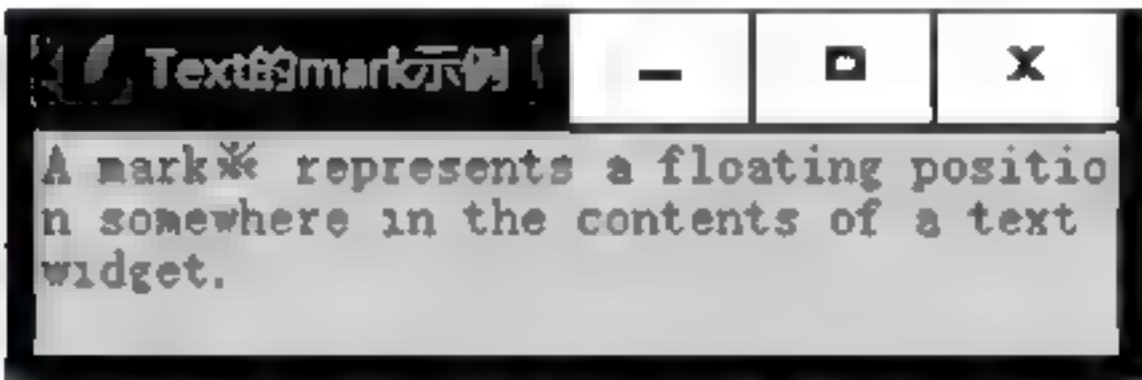 Text的mark示例
A mark※ represents a floating positio
n somewhere in the contents of a text
widget.